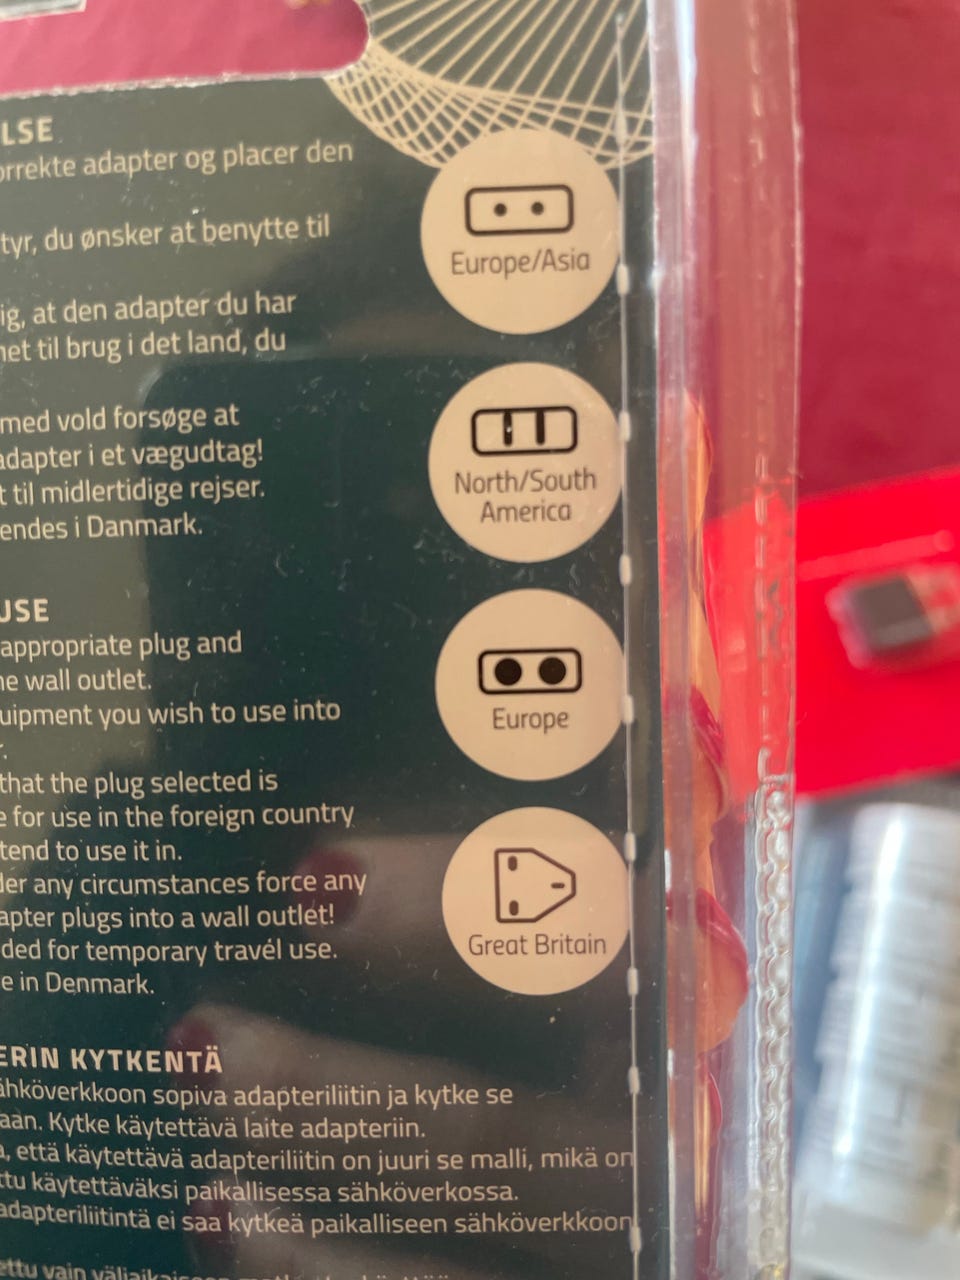 LSE
orrekte adapter og placer den
tyr, du ønsker at benytte til
ig, at den adapter du har
net til brug i det land, du
med vold forsøge at
adapter i et vægudtag!
t til midlertidige rejser.
endes i Danmark.
USE
appropriate plug and
he wall outlet.
uipment you wish to use into
r.
that the plug selected is
e for use in the foreign country
tend to use it in.
der any circumstances force any
apter plugs into a wall outlet!
ded for temporary travel use.
e in Denmark.
ERIN KYTKENTÄ
ähköverkkoon sopiva adapteriliitin ja kytke se
aan. Kytke käytettävä laite adapteriin.
a, että käytettävä adapteriliitin on juuri se malli, mikä on
ttu käytettäväksi paikallisessa sähköverkossa.
adapteriliitintä ei saa kytkeä paikalliseen sähköverkkoon
ettu vain
Europe/Asia
North/South
America
Europe
Great Britain